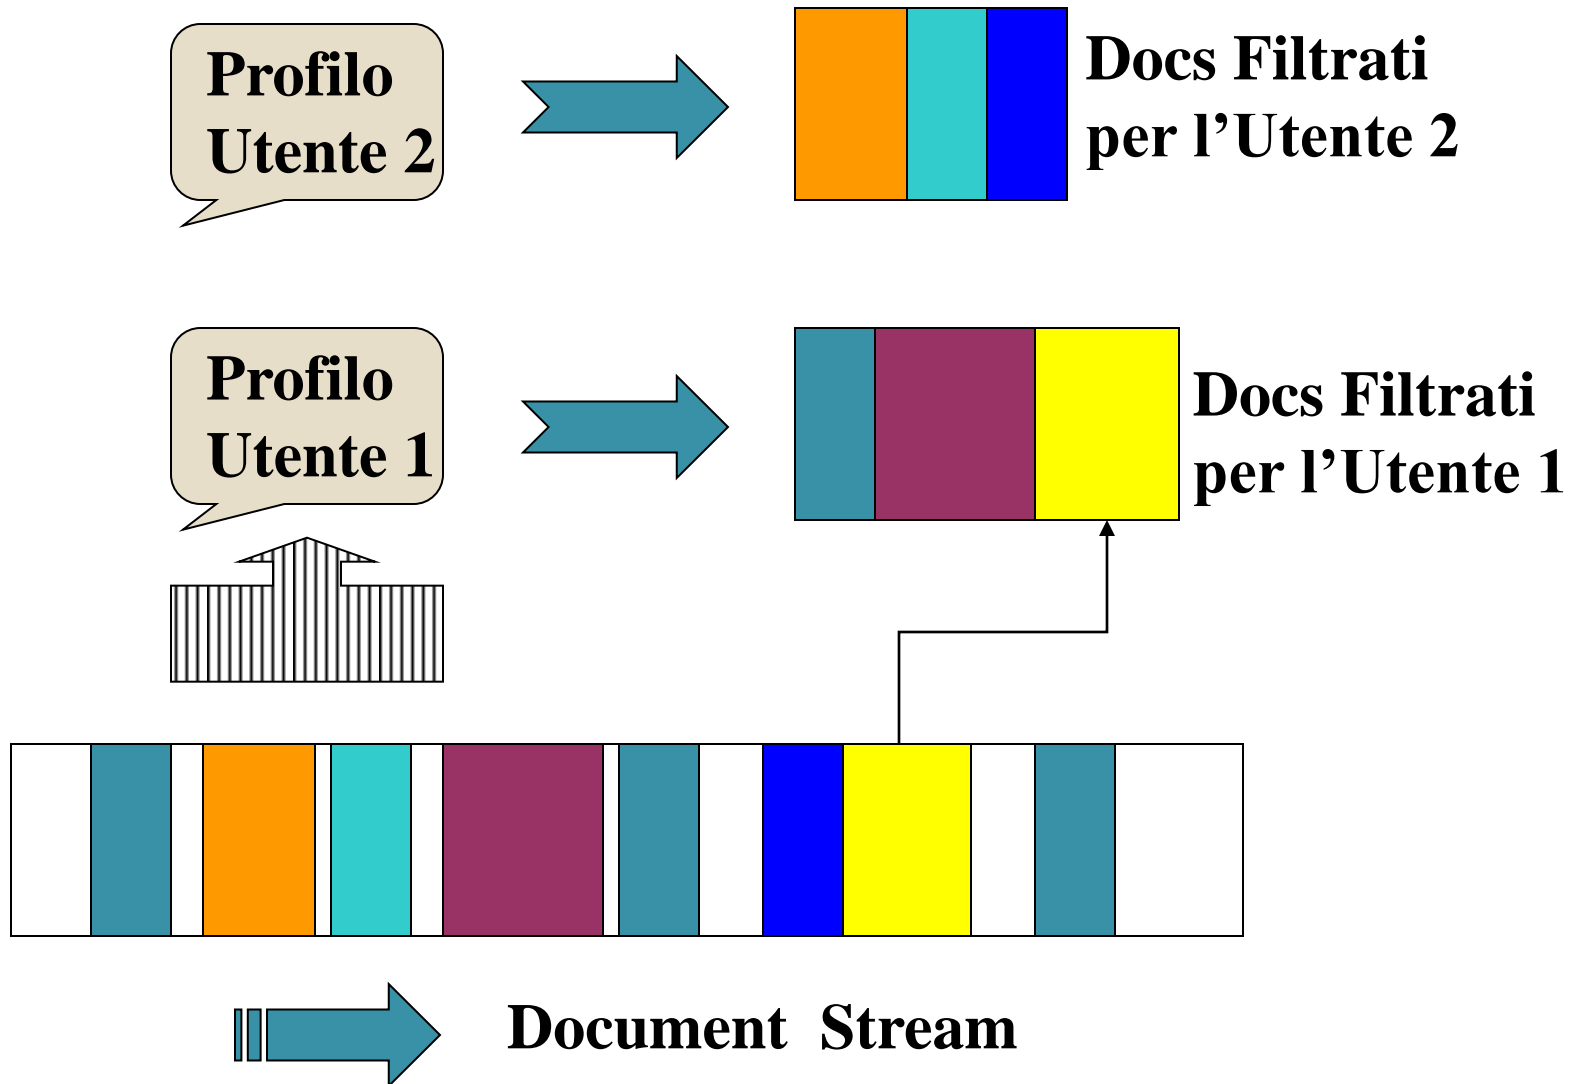 Profilo
Utente 2
Docs Filtrati
per l’Utente 2
Profilo
Utente 1
Docs Filtrati
per l’Utente 1
Document Stream